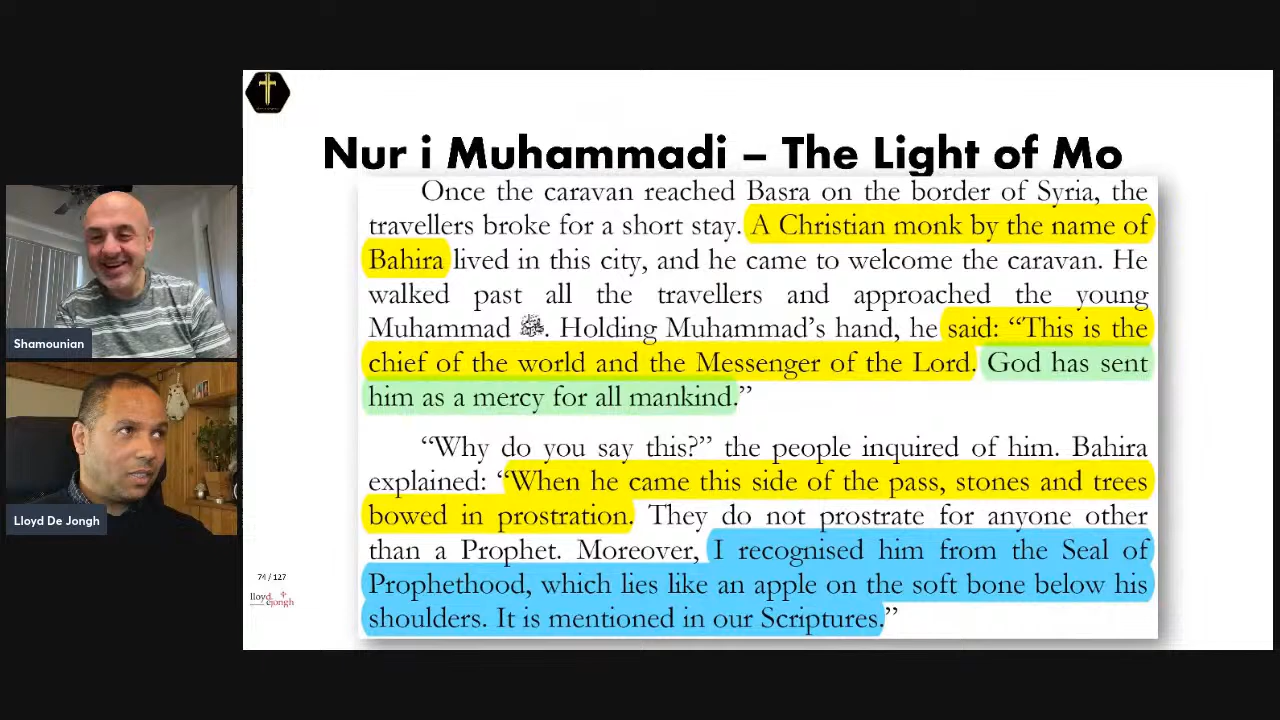 Nur i Muhammadi – The Light of Mo
Once the caravan reached Basra on the border of Syria, the
travellers broke for a short stay. A Christian monk by the name of
Bahira lived in this city, and he came to welcome the caravan. He
walked past all the travellers and approached the young
Muhammad ﷺ. Holding Muhammad’s hand, he said: “This is the
chief of the world and the Messenger of the Lord. God has sent
him as a mercy for all mankind.”
“Why do you say this?” the people inquired of him. Bahira
explained: “When he came this side of the pass, stones and trees
bowed in prostration. They do not prostrate for anyone other
than a Prophet. Moreover, I recognised him from the Seal of
Prophethood, which lies like an apple on the soft bone below his
shoulders. It is mentioned in our Scriptures.”
Shamounian
Lloyd De Jongh
74 / 127
lloyd
dejongh